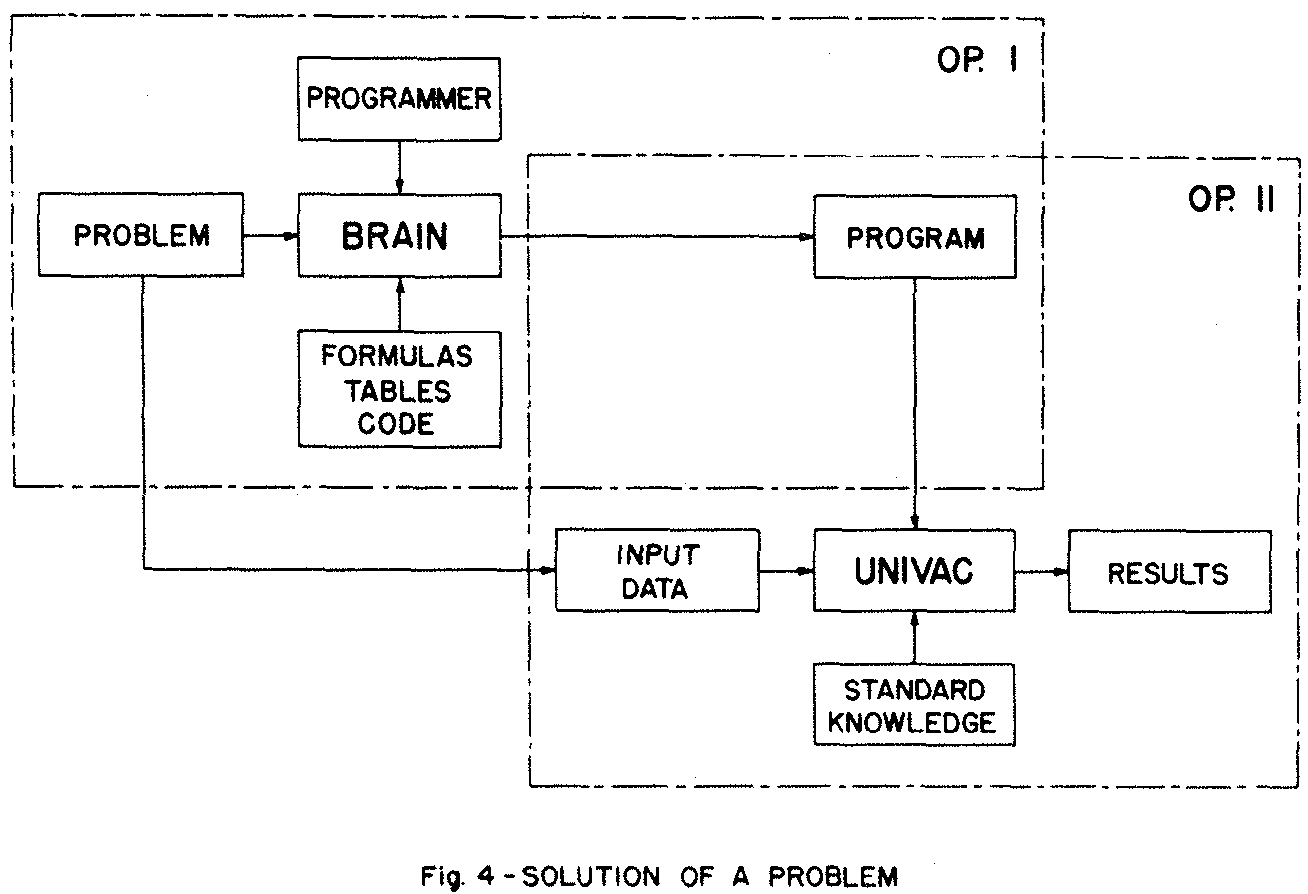 OP. I
PROGRAMMER
OP. II
PROBLEM
BRAIN
PROGRAM
FORMULAS
TABLES
CODE
INPUT
DATA
UNIVAC
RESULTS
STANDARD
KNOWLEDGE
Fig. 4 - SOLUTION OF A PROBLEM